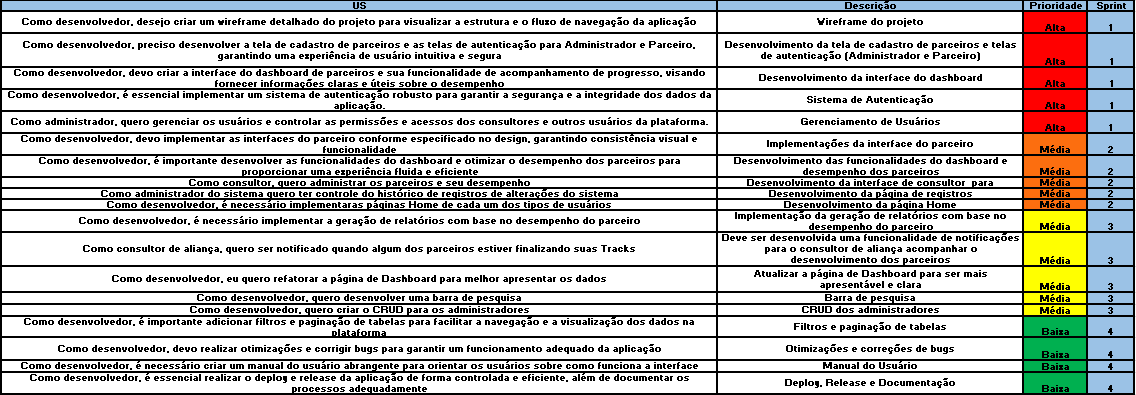 US Descrição Prioridade Sprint
Como desenvolvedor, desejo criar um wireframe detalhado do projeto para visualizar a estrutura e o fluxo de navegação da aplicação
Wireframe do projeto
Alta 1
Como desenvolvedor, preciso desenvolver a tela de cadastro de parceiros e as telas de autenticação para Administrador e Parceiro,
garantindo uma experiência de usuário intuitiva e segura
Desenvolvimento da tela de cadastro de parceiros e telas
de autenticação (Administrador e Parceiro)
Alta 1
Como desenvolvedor, devo criar a interface do dashboard de parceiros e sua funcionalidade de acompanhamento de progresso, visando
fornecer informações claras e úteis sobre o desempenho
Desenvolvimento da interface do dashboard
Alta 1
Como desenvolvedor, é essencial implementar um sistema de autenticação robusto para garantir a segurança e a integridade dos dados da
aplicação.
Sistema de Autenticação
Alta 1
Como administrador, quero gerenciar os usuários e controlar as permissões e acessos dos consultores e outros usuários da plataforma.
Gerenciamento de Usuários
Alta 1
Como desenvolvedor, devo implementar as interfaces do parceiro conforme especificado no design, garantindo consistência visual e
funcionalidade
Implementações da interface do parceiro
Média 2
Como desenvolvedor, é importante desenvolver as funcionalidades do dashboard e otimizar o desempenho dos parceiros para
proporcionar uma experiência fluida e eficiente
Desenvolvimento das funcionalidades do dashboard e
desempenho dos parceiros
Média 2
Como consultor, quero administrar os parceiros e seu desempenho
Desenvolvimento da interface de consultor para
Média 2
Como administrador do sistema quero ter controle do histórico de registros de alterações do sistema
Desenvolvimento da página de registros
Média 2
Como desenvolvedor, é necessário implementaras páginas Home de cada um dos tipos de usuários
Desenvolvimento da página Home
Média 2
Como desenvolvedor, é necessário implementar a geração de relatórios com base no desempenho do parceiro
Implementação da geração de relatórios com base no
desempenho do parceiro
Média 3
Como consultor de aliança, quero ser notificado quando algum dos parceiros estiver finalizando suas Tracks
Deve ser desenvolvida uma funcionalidade de notificações
para o consultor de aliança acompanhar o
desenvolvimento dos parceiros
Média 3
Como desenvolvedor, eu quero refatorar a página de Dashboard para melhor apresentar os dados
Atualizar a página de Dashboard para ser mais
apresentável e clara
Média 3
Como desenvolvedor, quero desenvolver uma barra de pesquisa
Barra de pesquisa
Média 3
Como desenvolvedor, quero criar o CRUD para os administradores
CRUD dos administradores
Média 3
Como desenvolvedor, é importante adicionar filtros e paginação de tabelas para facilitar a navegação e a visualização dos dados na
plataforma
Filtros e paginação de tabelas
Baixa 4
Como desenvolvedor, devo realizar otimizações e corrigir bugs para garantir um funcionamento adequado da aplicação
Otimizações e correções de bugs
Baixa 4
Como desenvolvedor, é necessário criar um manual do usuário abrangente para orientar os usuários sobre como funciona a interface
Manual do Usuário
Baixa 4
Como desenvolvedor, é essencial realizar o deploy e release da aplicação de forma controlada e eficiente, além de documentar os
processos adequadamente
Deploy, Release e Documentação
Baixa 4